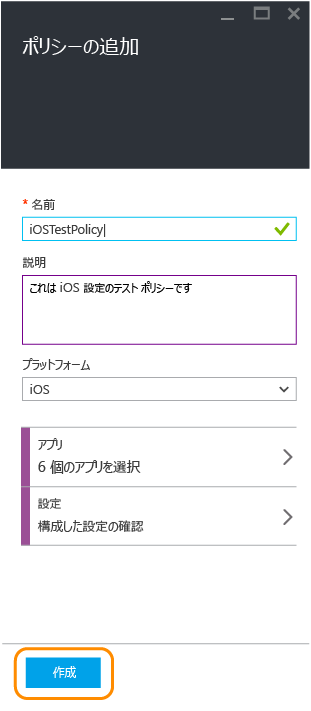 ポリシーの追加
* 名前
iOSTestPolicy
説明
これは iOS 設定のテスト ポリシーです
プラットフォーム
iOS
アプリ
6 個のアプリを選択
設定
構成した設定の確認
作成